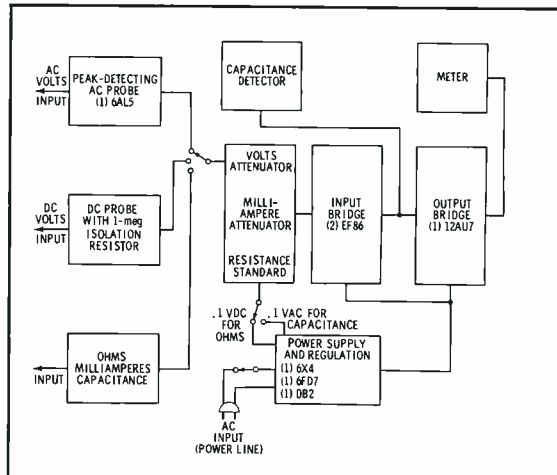 AC
VOLTS
INPUT
PEAK-DETECTING
AC PROBE
(1) 6AL5
CAPACITANCE
DETECTOR
METER
DC
VOLTS
INPUT
DC PROBE
WITH 1-meg
ISOLATION
RESISTOR
VOLTS
ATTENUATOR
MILLI-
AMPERE
ATTENUATOR
RESISTANCE
STANDARD
INPUT
BRIDGE
(2) EF86
OUTPUT
BRIDGE
(1) 12AU7
.1 VDC
FOR
OHMS
.1 VAC FOR
CAPACITANCE
INPUT
OHMS
MILLIAMPERES
CAPACITANCE
POWER SUPPLY
AND REGULATION
(1) 6X4
(1) 6FD7
(1) DB2
AC
INPUT
(POWER LINE)